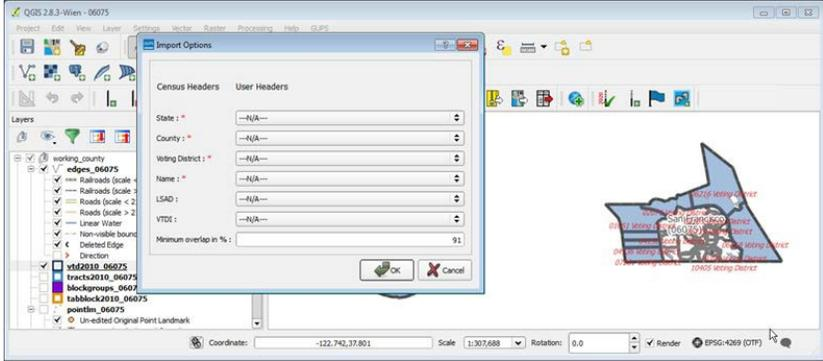 QGIS 2.8.3-Wien - 06075
Project Edit View Layer Settings Vector Raster Processing Help GUPS
Import Options
Census Headers User Headers
State : * ---N/A---
County : * ---N/A---
Voting District : * ---N/A---
Name : * ---N/A---
LSAD : ---N/A---
VTDI : ---N/A---
Minimum overlap in % : 91
OK Cancel
Layers
working_county
edges_06075
Railroads (scale <
Railroads (scale >
Roads (scale < 2
Roads (scale > 2
Linear Water
Non-visible bound
Deleted Edge
Direction
vtd2010_06075
tracts2010_06075
blockgroups_0607
tabblock2010_0607
pointlm_06075
Un-edited Original Point Landmark
06216 Voting District
San Francisco
(06075)
10405 Voting District
Coordinate: -122.742,37.801 Scale 1:307,688 Rotation: 0.0 Render EPSG:4269 (OTF)